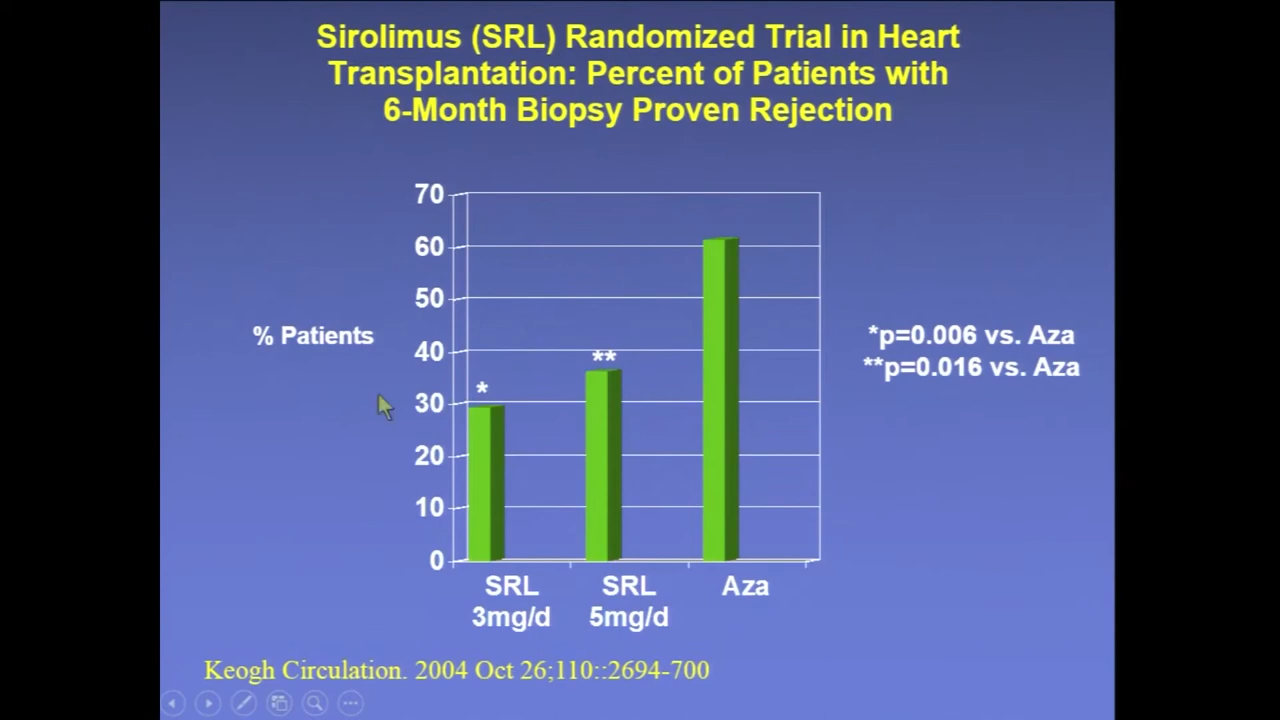 Sirolimus (SRL) Randomized Trial in Heart
Transplantation: Percent of Patients with
6-Month Biopsy Proven Rejection
70
60
50
40
30
20
10
0
% Patients
*
**
*p=0.006 vs. Aza
**p=0.016 vs. Aza
SRL
3mg/d
SRL
5mg/d
Aza
Keogh Circulation. 2004 Oct 26;110::2694-700